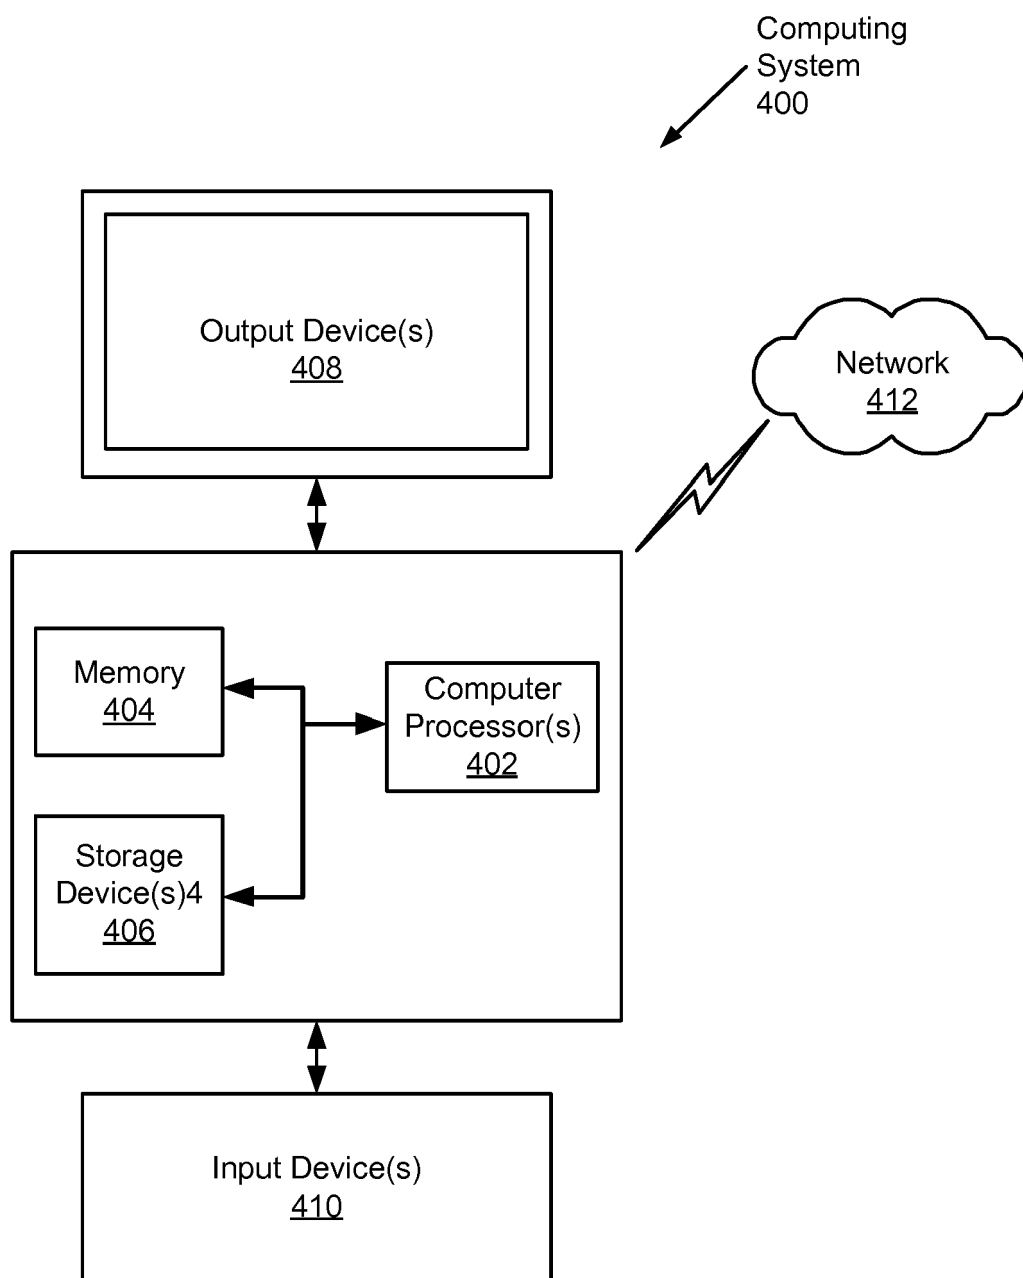 Computing
System
400
Output Device(s)
408
Network
412
Memory
404
Computer
Processor(s)
402
Storage
Device(s)4
406
Input Device(s)
410